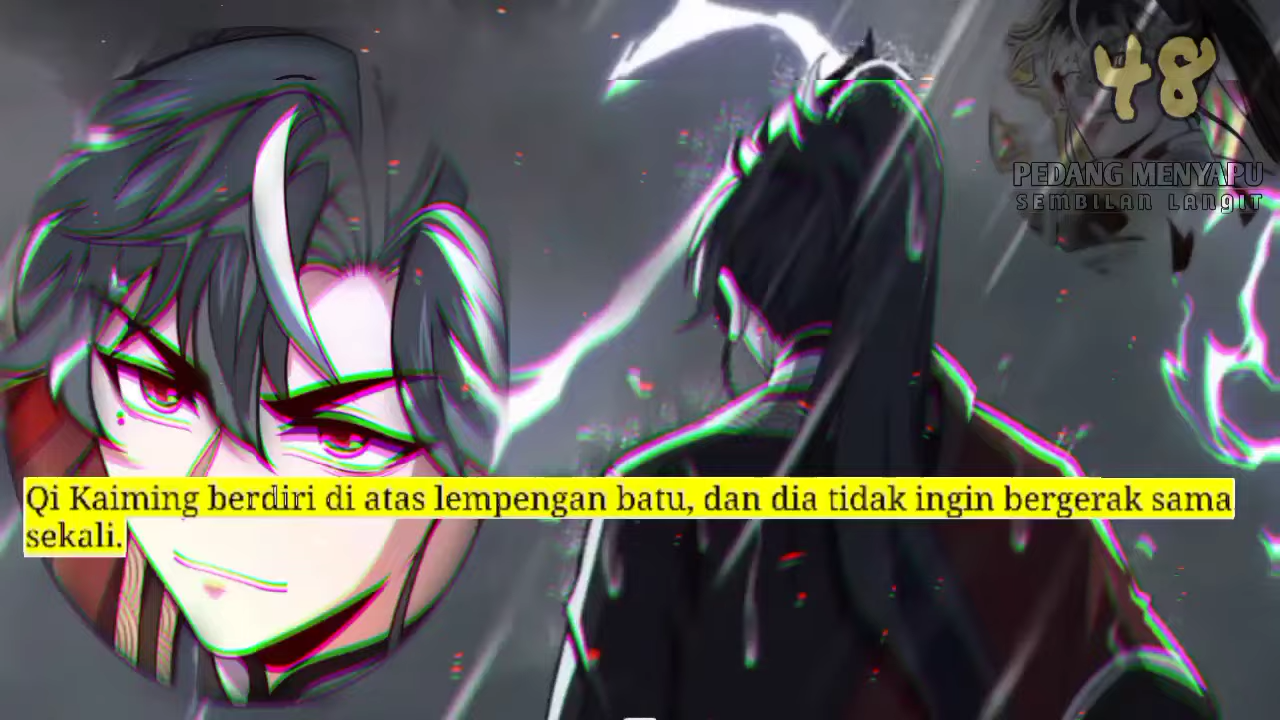 48
PEDANG MENYAPU
SEMBILAN LANGIT
Qi Kaiming berdiri di atas lempengan batu, dan dia tidak ingin bergerak sama
sekali.